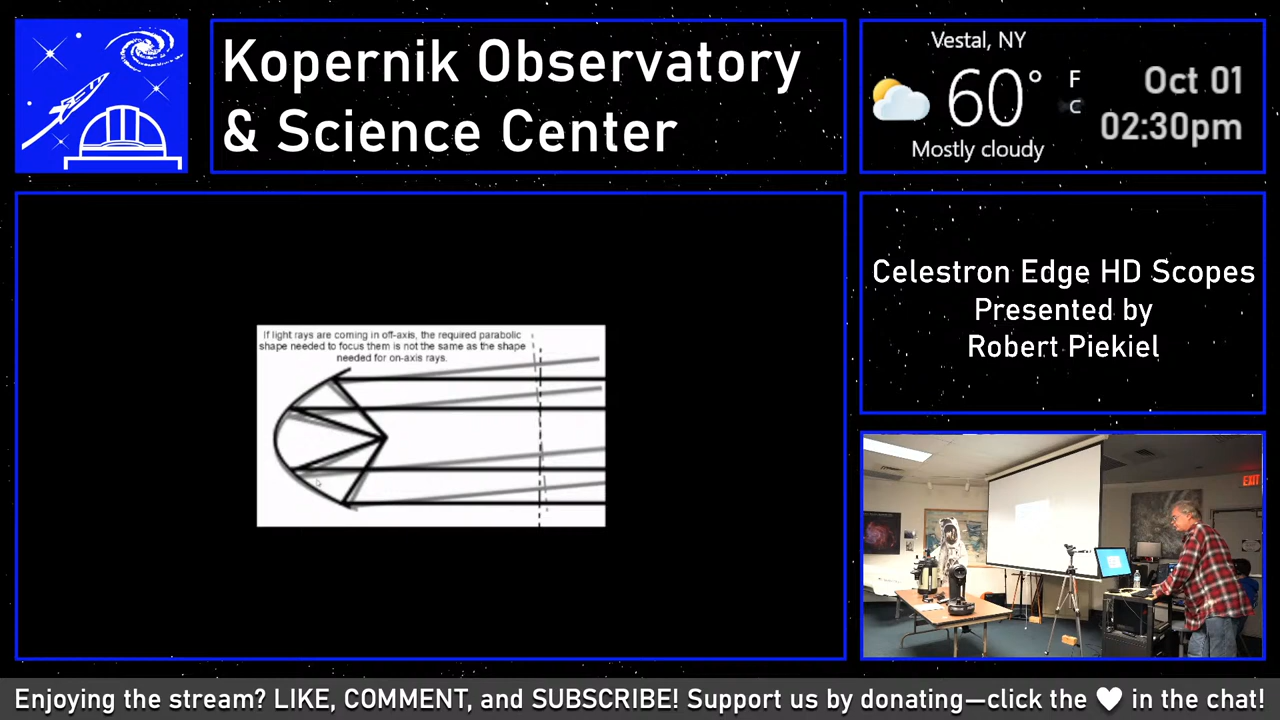 Kopernik Observatory
& Science Center
Vestal, NY
60° F
C
Mostly cloudy
Oct 01
02:30pm
If light rays are coming in off-axis, the required parabolic
shape needed to focus them is not the same as the shape
needed for on-axis rays.
Celestron Edge HD Scopes
Presented by
Robert Piekiel
EXIT
Enjoying the stream? LIKE, COMMENT, and SUBSCRIBE! Support us by donating—click the ♥ in the chat!